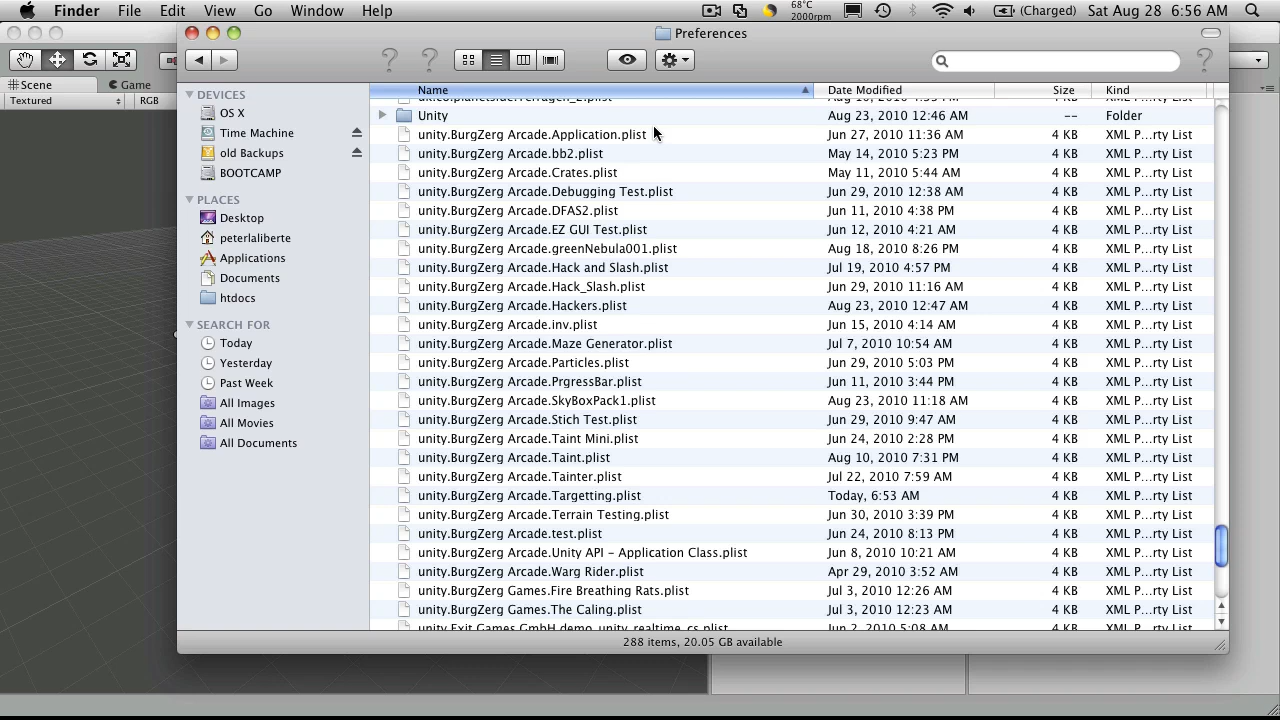 Finder File Edit View Go Window Help 68°C 2000rpm (Charged) Sat Aug 28 6:56 AM
Preferences
Scene Game
Textured RGB
DEVICES
OS X
Time Machine
old Backups
BOOTCAMP
PLACES
Desktop
peterlaliberte
Applications
Documents
htdocs
SEARCH FOR
Today
Yesterday
Past Week
All Images
All Movies
All Documents
Name Date Modified Size Kind
Unity Aug 23, 2010 12:46 AM -- Folder
unity.BurgZerg Arcade.Application.plist Jun 27, 2010 11:36 AM 4 KB XML P...rty List
unity.BurgZerg Arcade.bb2.plist May 14, 2010 5:23 PM 4 KB XML P...rty List
unity.BurgZerg Arcade.Crates.plist May 11, 2010 5:44 AM 4 KB XML P...rty List
unity.BurgZerg Arcade.Debugging Test.plist Jun 29, 2010 12:38 AM 4 KB XML P...rty List
unity.BurgZerg Arcade.DFAS2.plist Jun 11, 2010 4:38 PM 4 KB XML P...rty List
unity.BurgZerg Arcade.EZ GUI Test.plist Jun 12, 2010 4:21 AM 4 KB XML P...rty List
unity.BurgZerg Arcade.greenNebula001.plist Aug 18, 2010 8:26 PM 4 KB XML P...rty List
unity.BurgZerg Arcade.Hack and Slash.plist Jul 19, 2010 4:57 PM 4 KB XML P...rty List
unity.BurgZerg Arcade.Hack_Slash.plist Jun 29, 2010 11:16 AM 4 KB XML P...rty List
unity.BurgZerg Arcade.Hackers.plist Aug 23, 2010 12:47 AM 4 KB XML P...rty List
unity.BurgZerg Arcade.inv.plist Jun 15, 2010 4:14 AM 4 KB XML P...rty List
unity.BurgZerg Arcade.Maze Generator.plist Jul 7, 2010 10:54 AM 4 KB XML P...rty List
unity.BurgZerg Arcade.Particles.plist Jun 29, 2010 5:03 PM 4 KB XML P...rty List
unity.BurgZerg Arcade.PrgressBar.plist Jun 11, 2010 3:44 PM 4 KB XML P...rty List
unity.BurgZerg Arcade.SkyBoxPack1.plist Aug 23, 2010 11:18 AM 4 KB XML P...rty List
unity.BurgZerg Arcade.Stich Test.plist Jun 29, 2010 9:47 AM 4 KB XML P...rty List
unity.BurgZerg Arcade.Taint Mini.plist Jun 24, 2010 2:28 PM 4 KB XML P...rty List
unity.BurgZerg Arcade.Taint.plist Aug 10, 2010 7:31 PM 4 KB XML P...rty List
unity.BurgZerg Arcade.Tainter.plist Jul 22, 2010 7:59 AM 4 KB XML P...rty List
unity.BurgZerg Arcade.Targetting.plist Today, 6:53 AM 4 KB XML P...rty List
unity.BurgZerg Arcade.Terrain Testing.plist Jun 30, 2010 3:39 PM 4 KB XML P...rty List
unity.BurgZerg Arcade.test.plist Jun 24, 2010 8:13 PM 4 KB XML P...rty List
unity.BurgZerg Arcade.Unity API - Application Class.plist Jun 8, 2010 10:21 AM 4 KB XML P...rty List
unity.BurgZerg Arcade.Warg Rider.plist Apr 29, 2010 3:52 AM 4 KB XML P...rty List
unity.BurgZerg Games.Fire Breathing Rats.plist Jul 3, 2010 12:26 AM 4 KB XML P...rty List
unity.BurgZerg Games.The Caling.plist Jul 3, 2010 12:23 AM 4 KB XML P...rty List
unity.Exit Games GmbH.demo_unity_realtime_cs.plist Jun 2, 2010 5:08 AM 4 KB XML P...rty List
288 items, 20.05 GB available